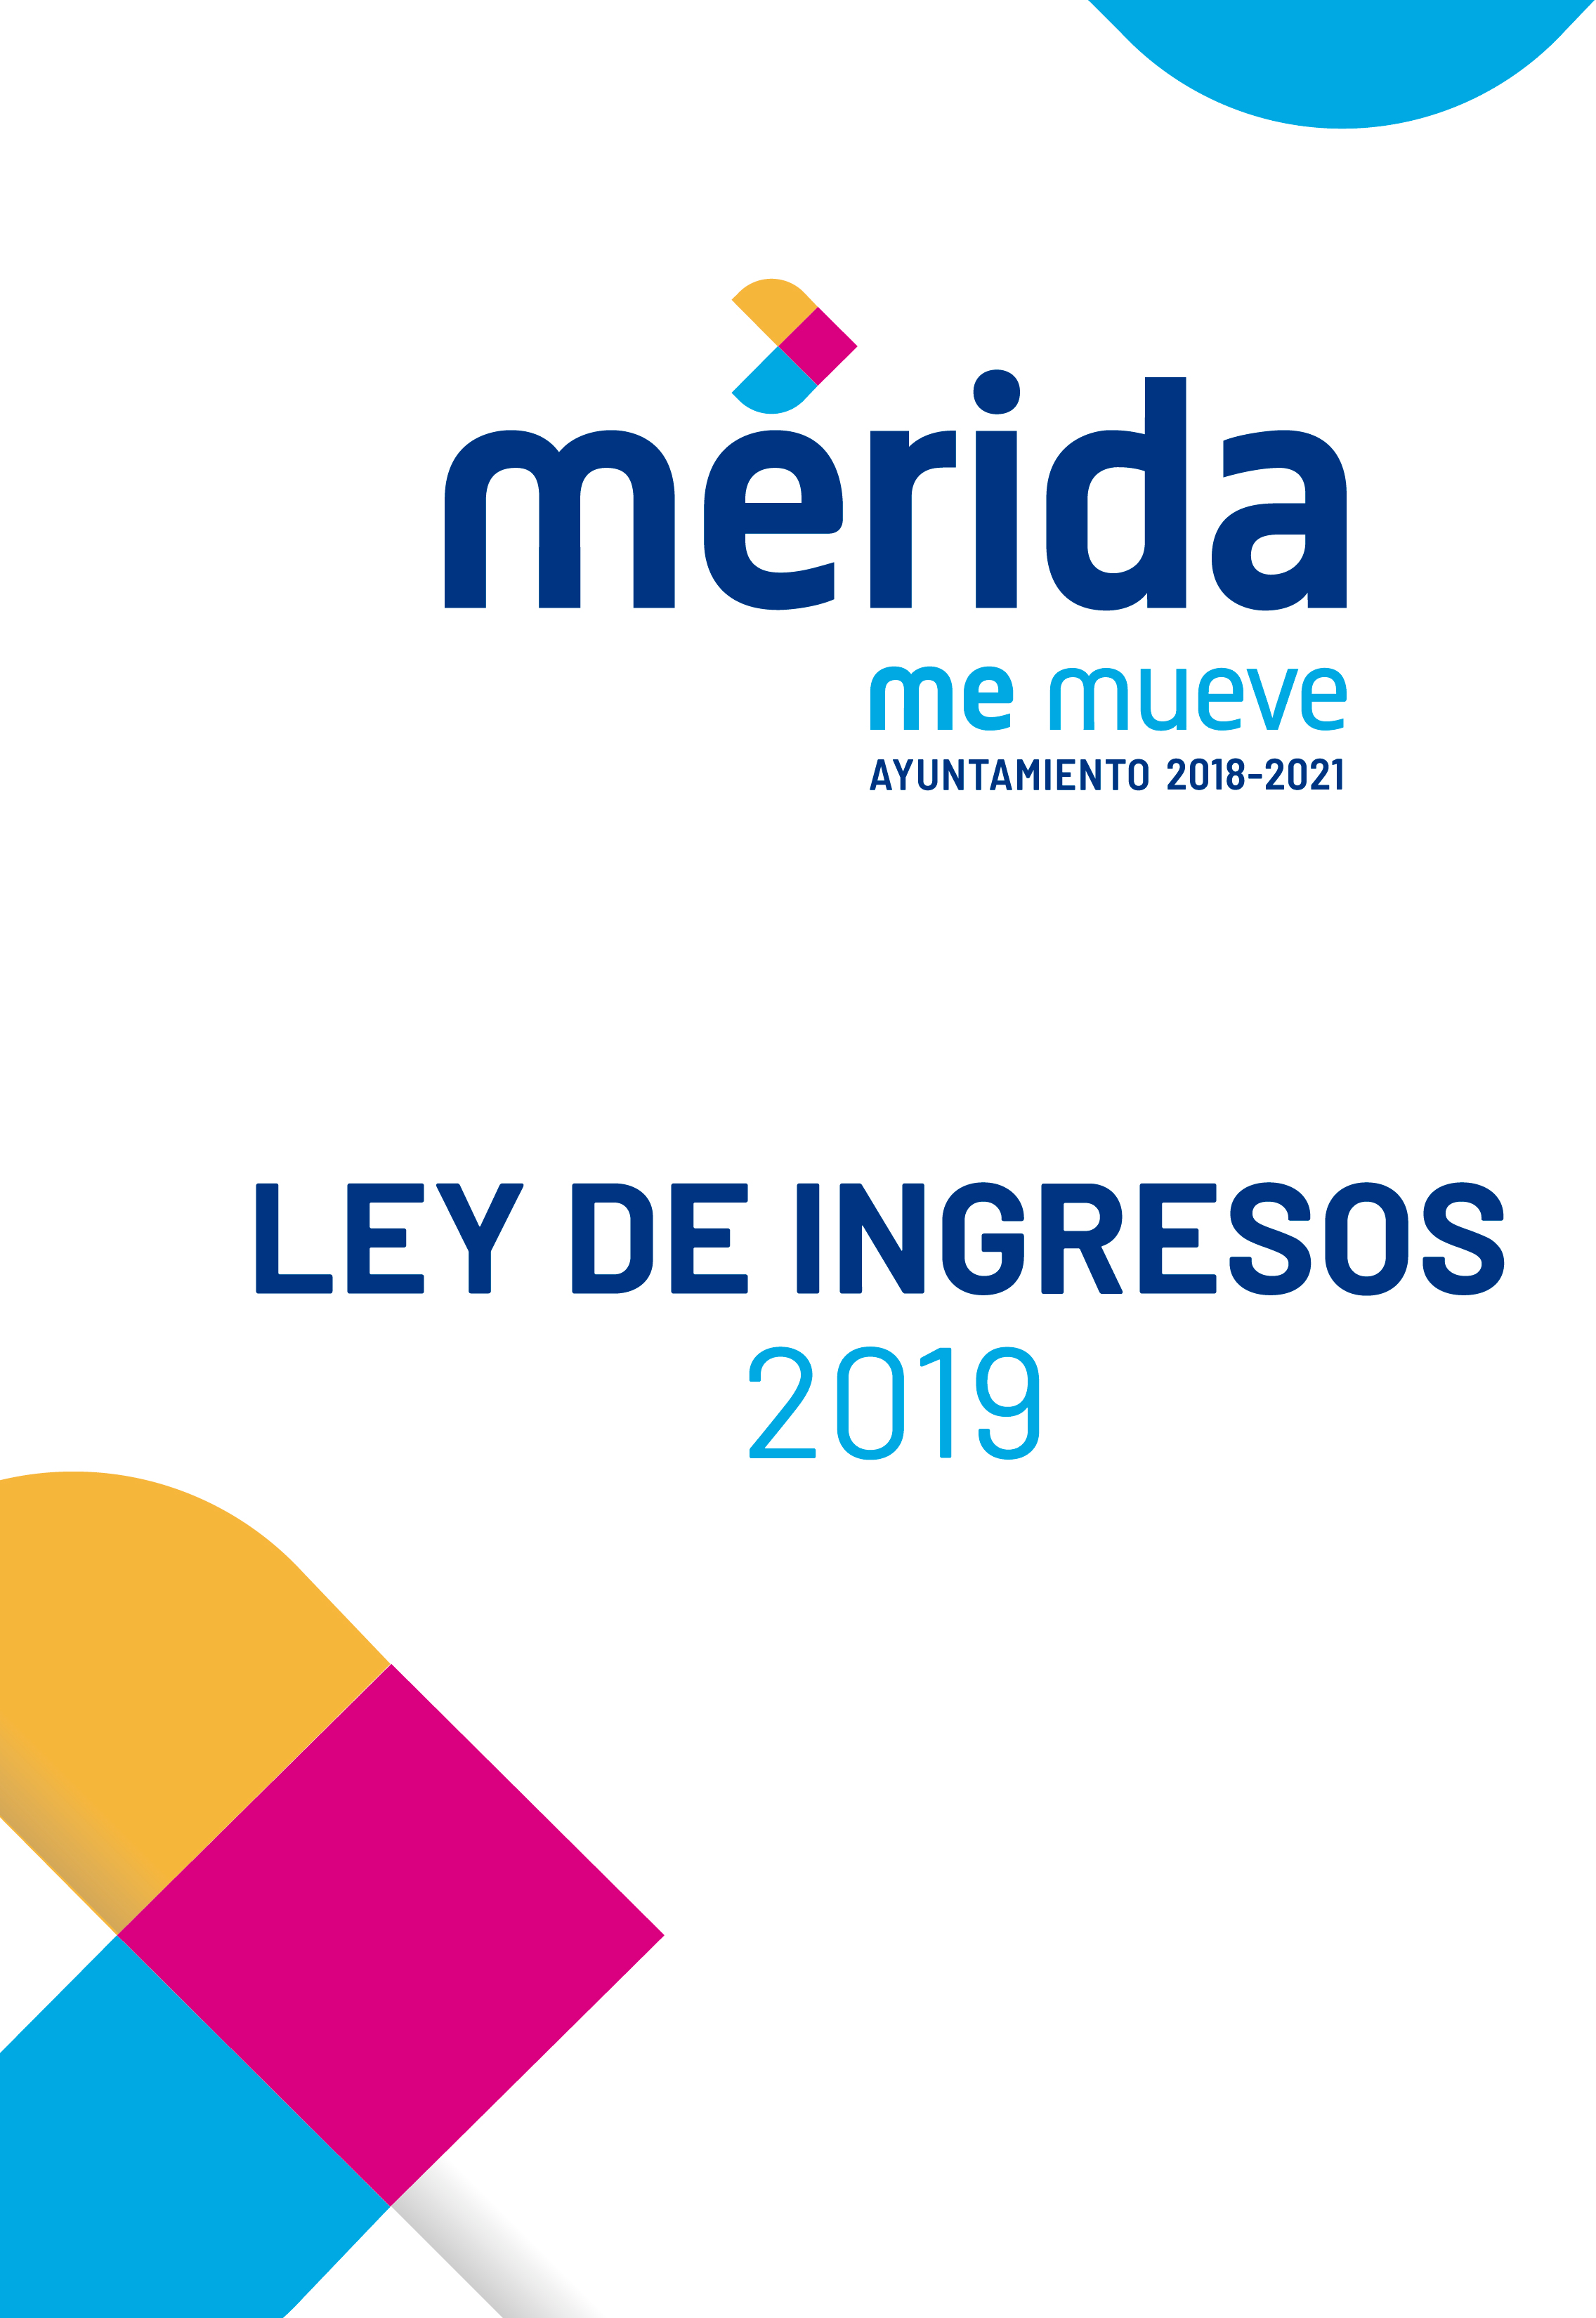 mérida
me mueve
AYUNTAMIENTO 2018-2021
LEY DE INGRESOS
2019